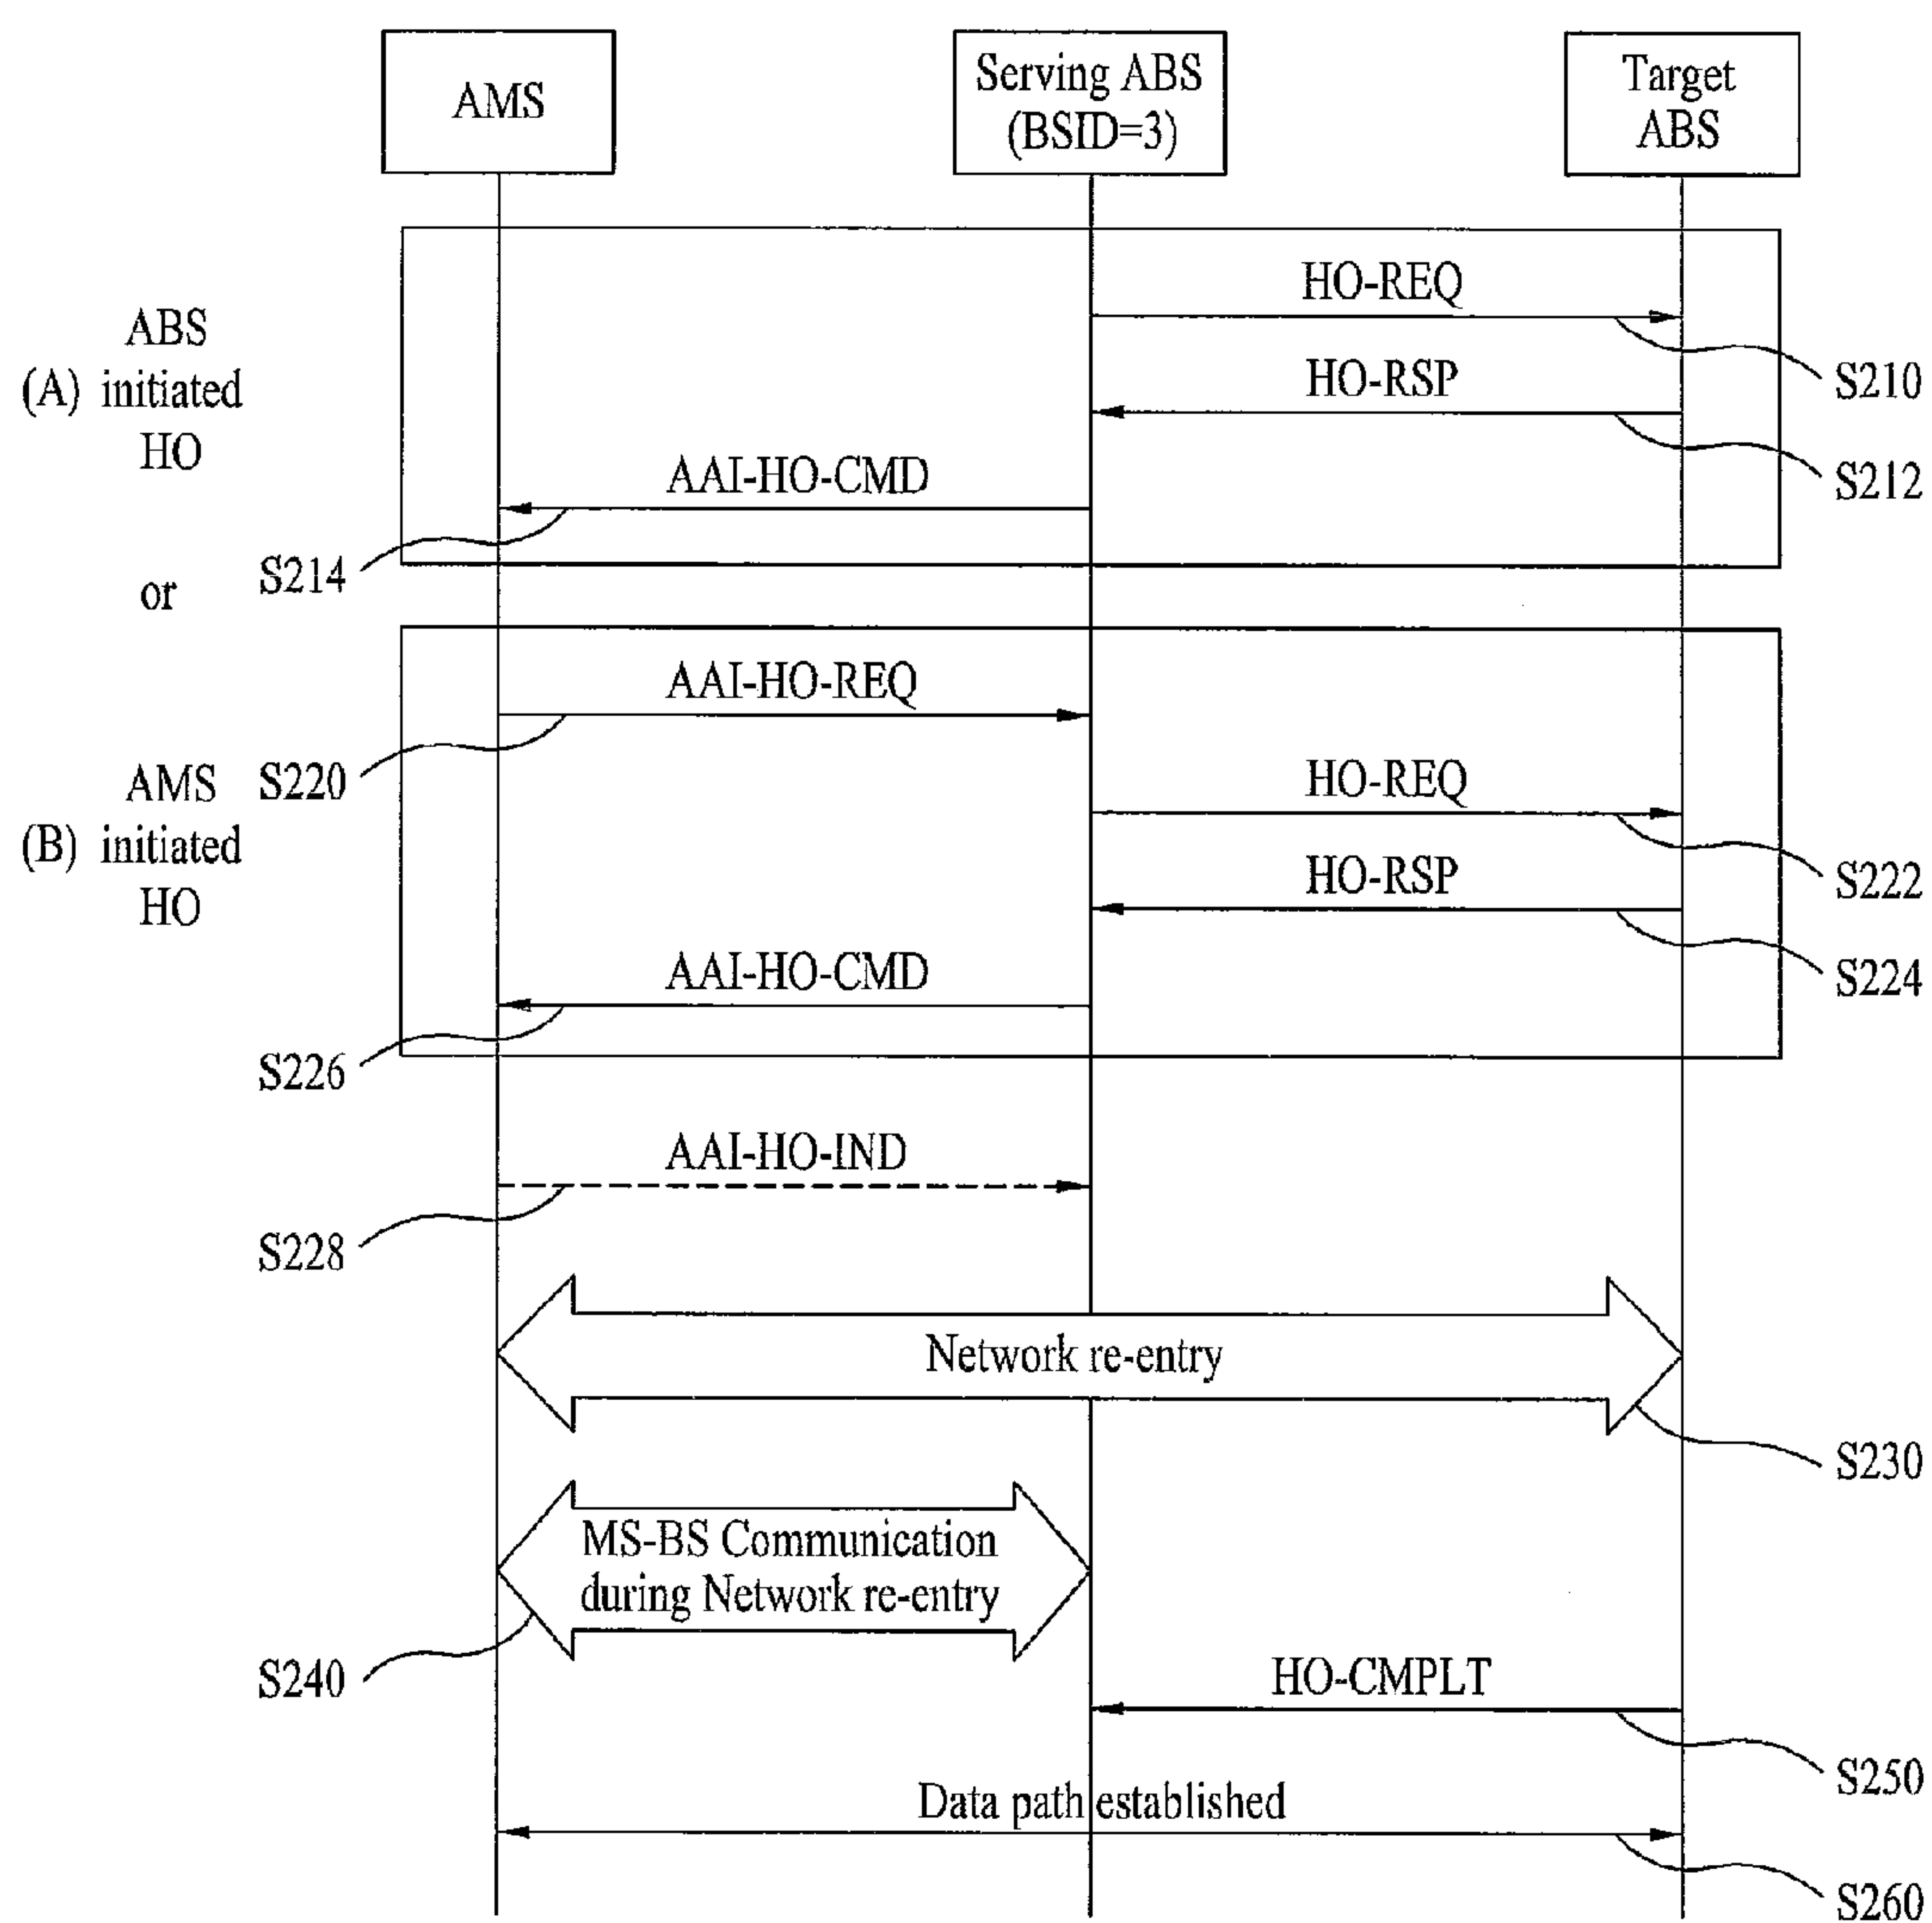 AMS
Serving ABS
(BSID=3)
Target
ABS
ABS
(A) initiated
HO
HO-REQ
S210
HO-RSP
S212
AAI-HO-CMD
S214
or
AMS
(B) initiated
HO
AAI-HO-REQ
S220
HO-REQ
S222
HO-RSP
S224
AAI-HO-CMD
S226
AAI-HO-IND
S228
Network re-entry
S230
MS-BS Communication
during Network re-entry
S240
HO-CMPLT
S250
Data path established
S260